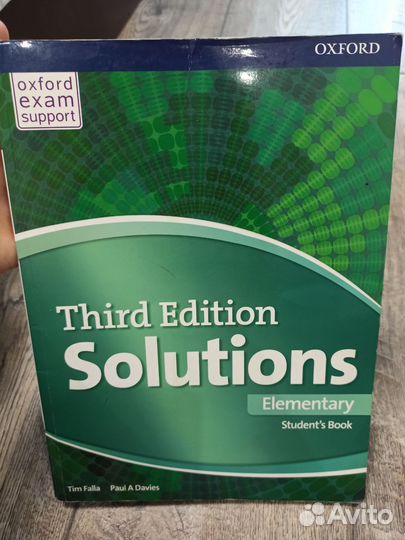 oxford
exam
support
OXFORD
Third Edition
Solutions
Elementary
Student's Book
Tim Falla Paul A Davies
Avito